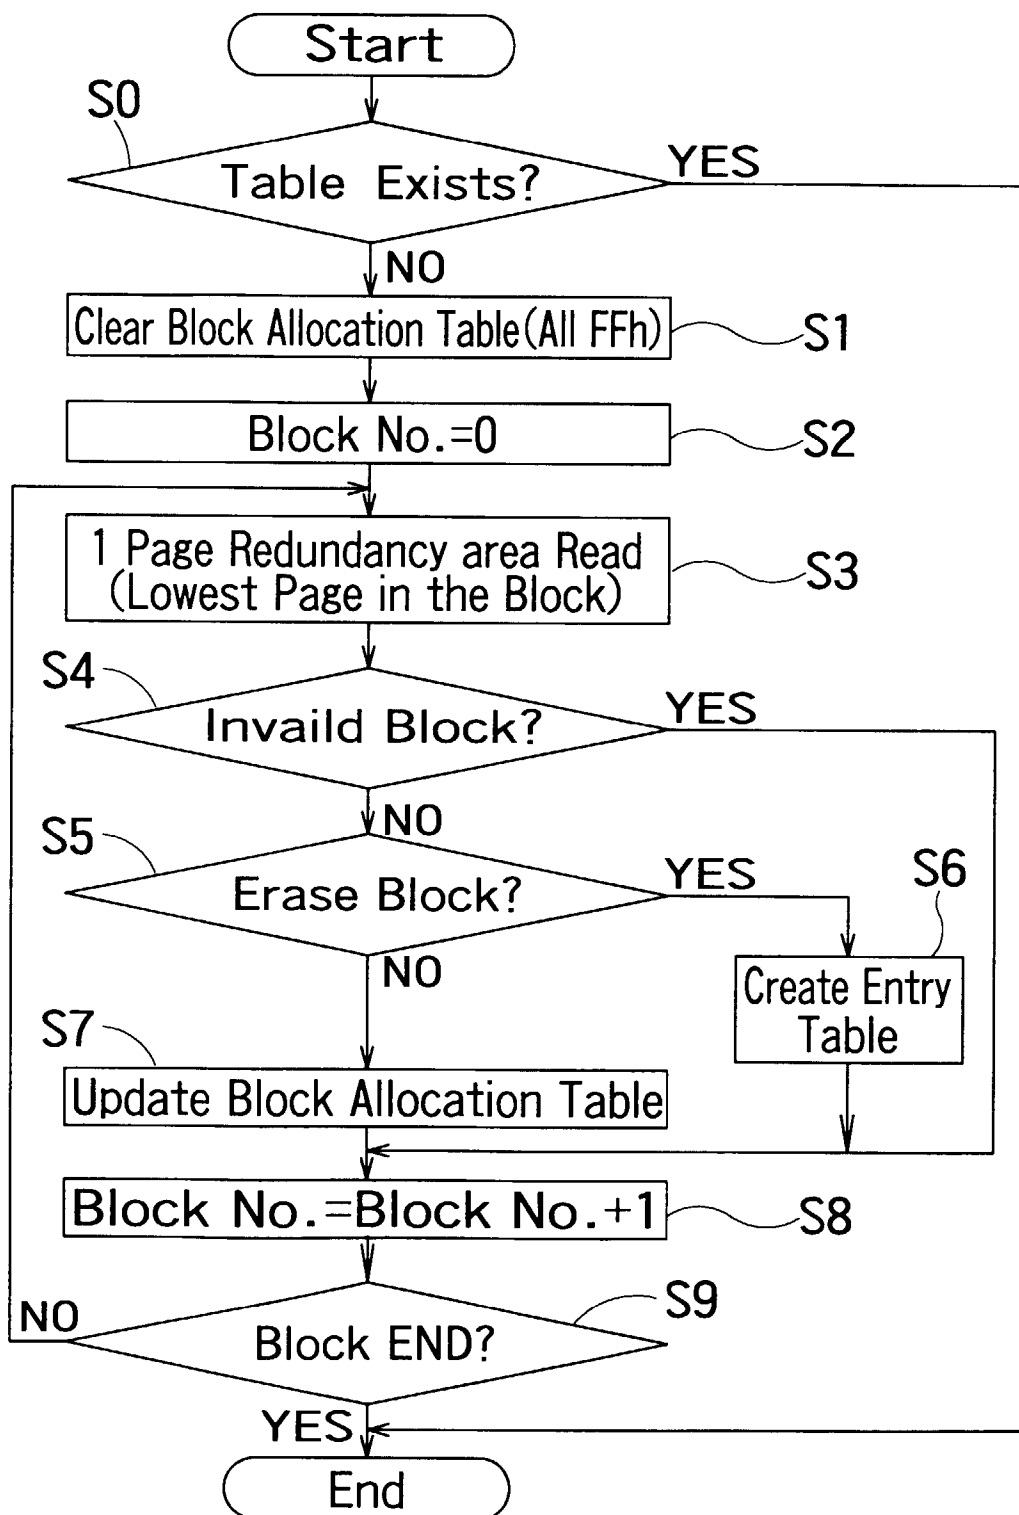 Start
S0
Table Exists?
YES
NO
Clear Block Allocation Table(All FFh)
S1
Block No.=0
S2
1 Page Redundancy area Read
(Lowest Page in the Block)
S3
S4
Invaild Block?
YES
NO
S5
Erase Block?
YES
S6
NO
Create Entry
Table
S7
Update Block Allocation Table
Block No.=Block No.+1
S8
S9
NO
Block END?
YES
End